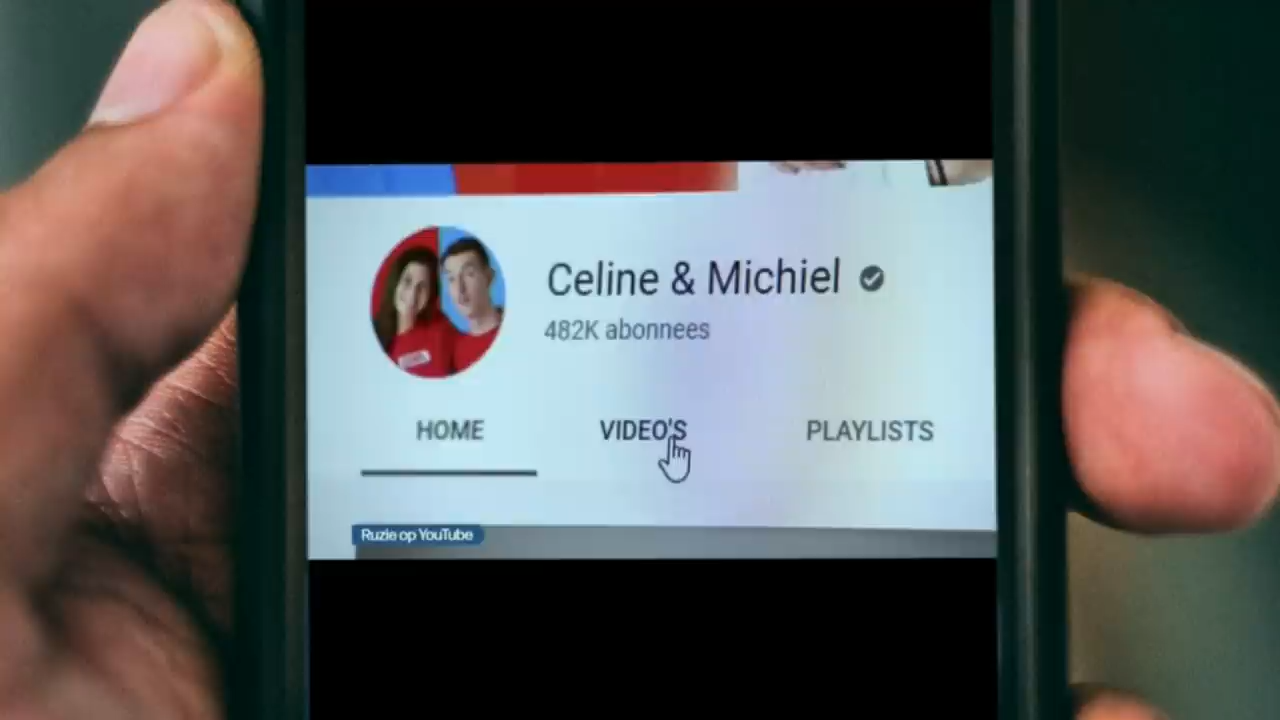 Celine & Michiel
482K abonnees
HOME VIDEO'S PLAYLISTS
Ruzie op YouTube